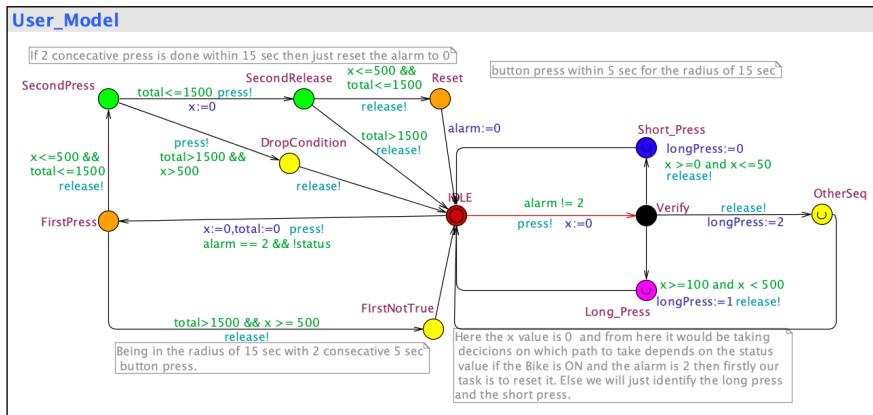 User_Model
If 2 concecative press is done within 15 sec then just reset the alarm to 0
button press within 5 sec for the radius of 15 sec
SecondPress
total<=1500 press!
x:=0
SecondRelease
x<=500 &&
total<=1500
release!
Reset
press!
total>1500 &&
x>500
DropCondition
release!
total>1500
release!
alarm:=0
x<=500 &&
total<=1500
release!
FirstPress
x:=0,total:=0 press!
alarm == 2 && !status
IDLE
alarm != 2
press! x:=0
Short_Press
longPress:=0
x >=0 and x<=50
release!
Verify
release!
longPress:=2
OtherSeq
x>=100 and x < 500
longPress:=1 release!
Long_Press
FIrstNotTrue
total>1500 && x >= 500
release!
Being in the radius of 15 sec with 2 consecative 5 sec
button press.
Here the x value is 0 and from here it would be taking
decicions on which path to take depends on the status
value if the Bike is ON and the alarm is 2 then firstly our
task is to reset it. Else we will just identify the long press
and the short press.